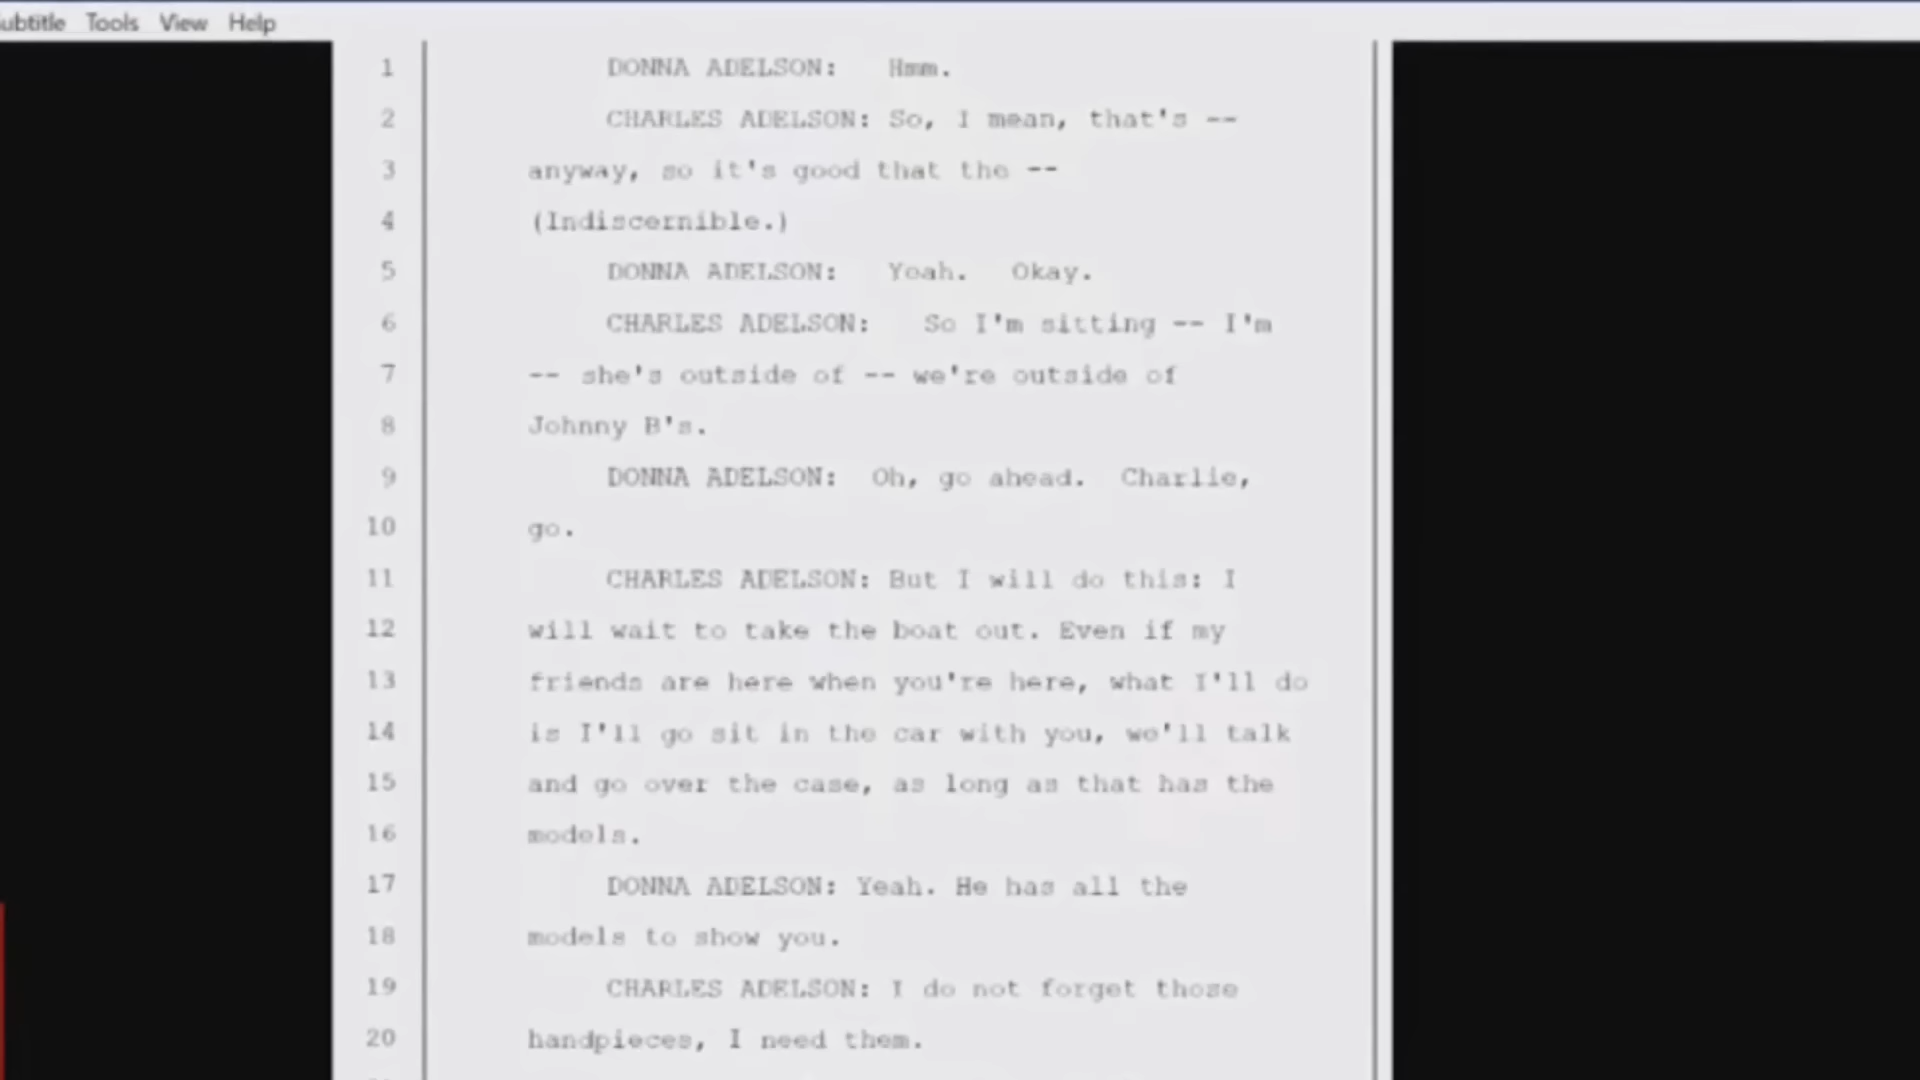 ubtitle Tools View Help
1 DONNA ADELSON: Hmm.
2 CHARLES ADELSON: So, I mean, that's --
3 anyway, so it's good that the --
4 (Indiscernible.)
5 DONNA ADELSON: Yeah. Okay.
6 CHARLES ADELSON: So I'm sitting -- I'm
7 -- she's outside of -- we're outside of
8 Johnny B's.
9 DONNA ADELSON: Oh, go ahead. Charlie,
10 go.
11 CHARLES ADELSON: But I will do this: I
12 will wait to take the boat out. Even if my
13 friends are here when you're here, what I'll do
14 is I'll go sit in the car with you, we'll talk
15 and go over the case, as long as that has the
16 models.
17 DONNA ADELSON: Yeah. He has all the
18 models to show you.
19 CHARLES ADELSON: I do not forget those
20 handpieces, I need them.